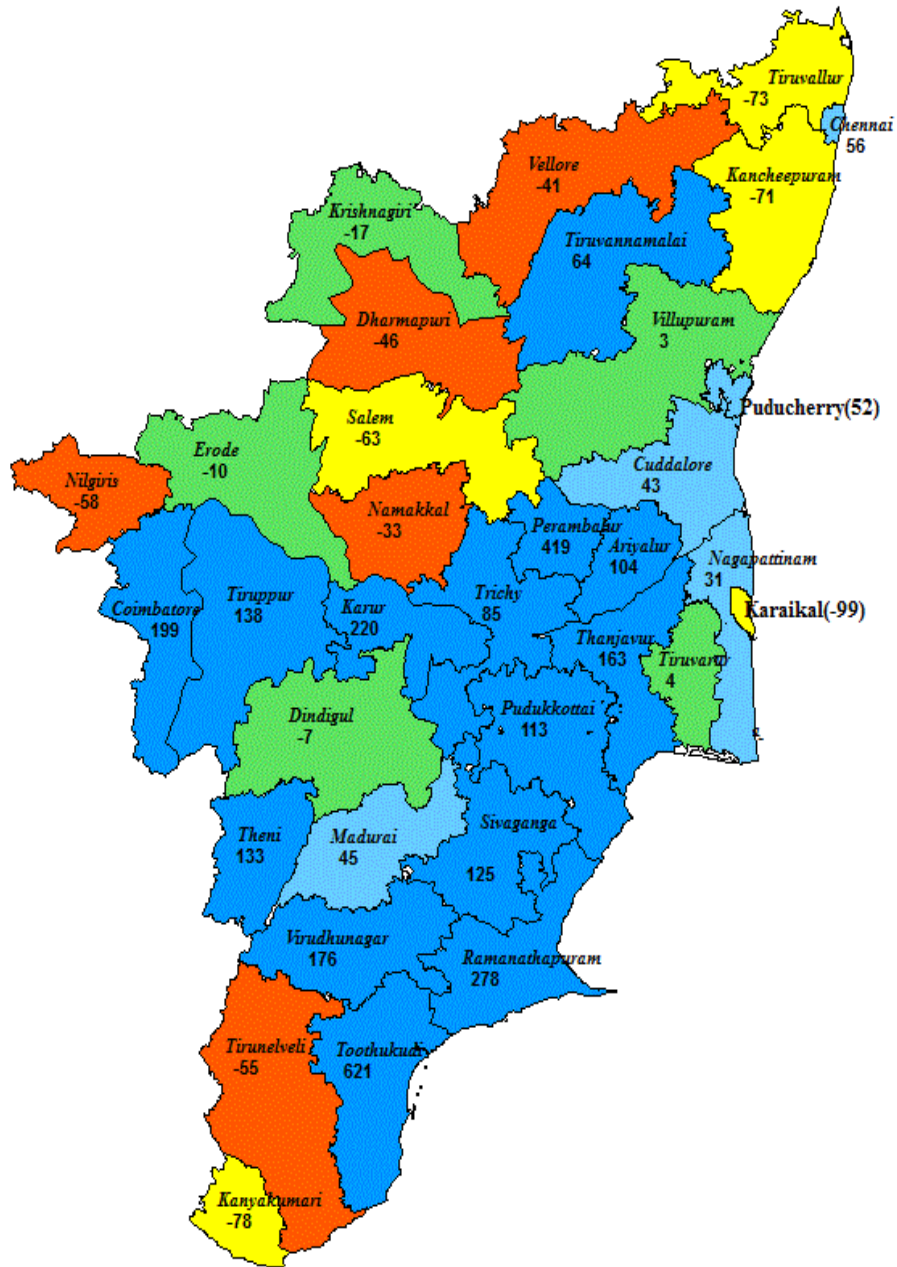 Tiruvallur
-73
Chennai
56
Vellore
-41
Kancheepuram
-71
Krishnagiri
-17
Tiruvannamalai
64
Dharmapuri
-46
Villupuram
3
Puducherry(52)
Salem
-63
Erode
-10
Cuddalore
43
Nilgiris
-58
Namakkal
-33
Perambalur
419
Ariyalur
104
Nagapattinam
31
Coimbatore
199
Tiruppur
138
Karur
220
Trichy
85
Karaikal(-99)
Thanjavur
163
Tiruvarur
4
Dindigul
-7
Pudukkottai
113
Theni
133
Madurai
45
Sivaganga
125
Virudhunagar
176
Ramanathapuram
278
Tirunelveli
-55
Toothukudi
621
Kanyakumari
-78